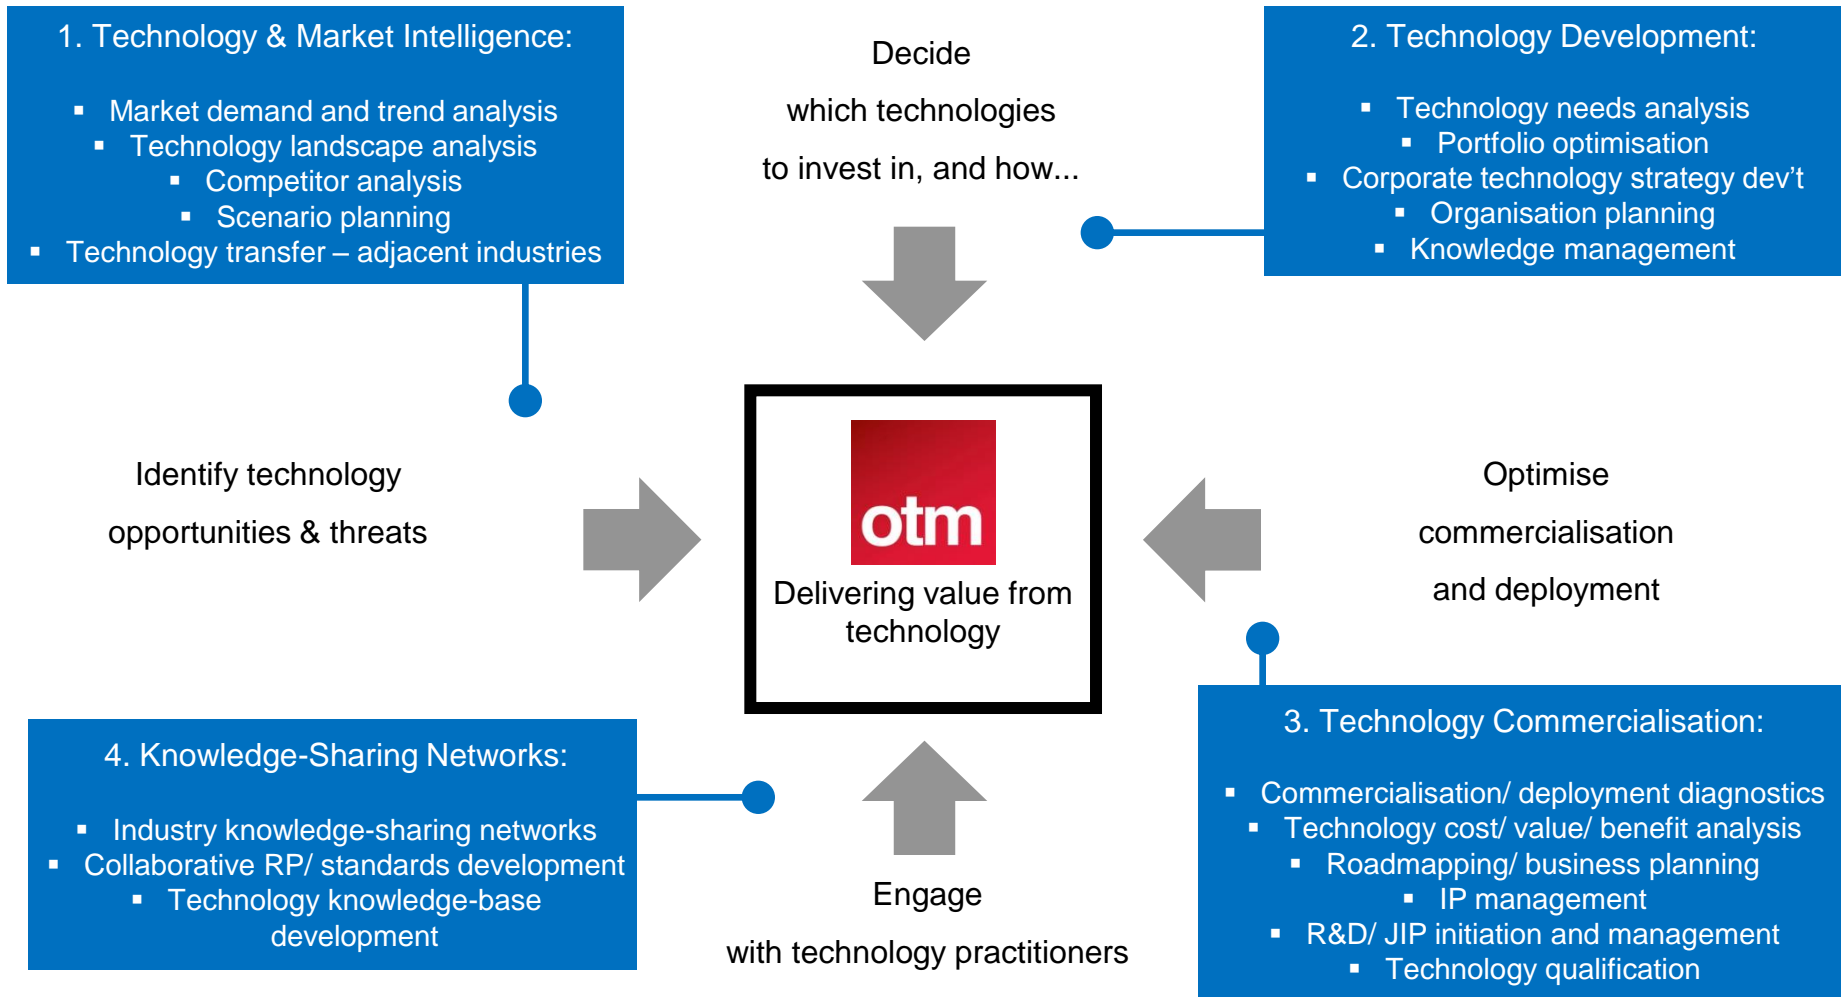 1. Technology & Market Intelligence:
▪ Market demand and trend analysis
▪ Technology landscape analysis
▪ Competitor analysis
▪ Scenario planning
▪ Technology transfer – adjacent industries
Decide
which technologies
to invest in, and how...
2. Technology Development:
▪ Technology needs analysis
▪ Portfolio optimisation
▪ Corporate technology strategy dev’t
▪ Organisation planning
▪ Knowledge management
Identify technology
opportunities & threats
otm
Delivering value from
technology
Optimise
commercialisation
and deployment
4. Knowledge-Sharing Networks:
▪ Industry knowledge-sharing networks
▪ Collaborative RP/ standards development
▪ Technology knowledge-base
development
Engage
with technology practitioners
3. Technology Commercialisation:
▪ Commercialisation/ deployment diagnostics
▪ Technology cost/ value/ benefit analysis
▪ Roadmapping/ business planning
▪ IP management
▪ R&D/ JIP initiation and management
▪ Technology qualification